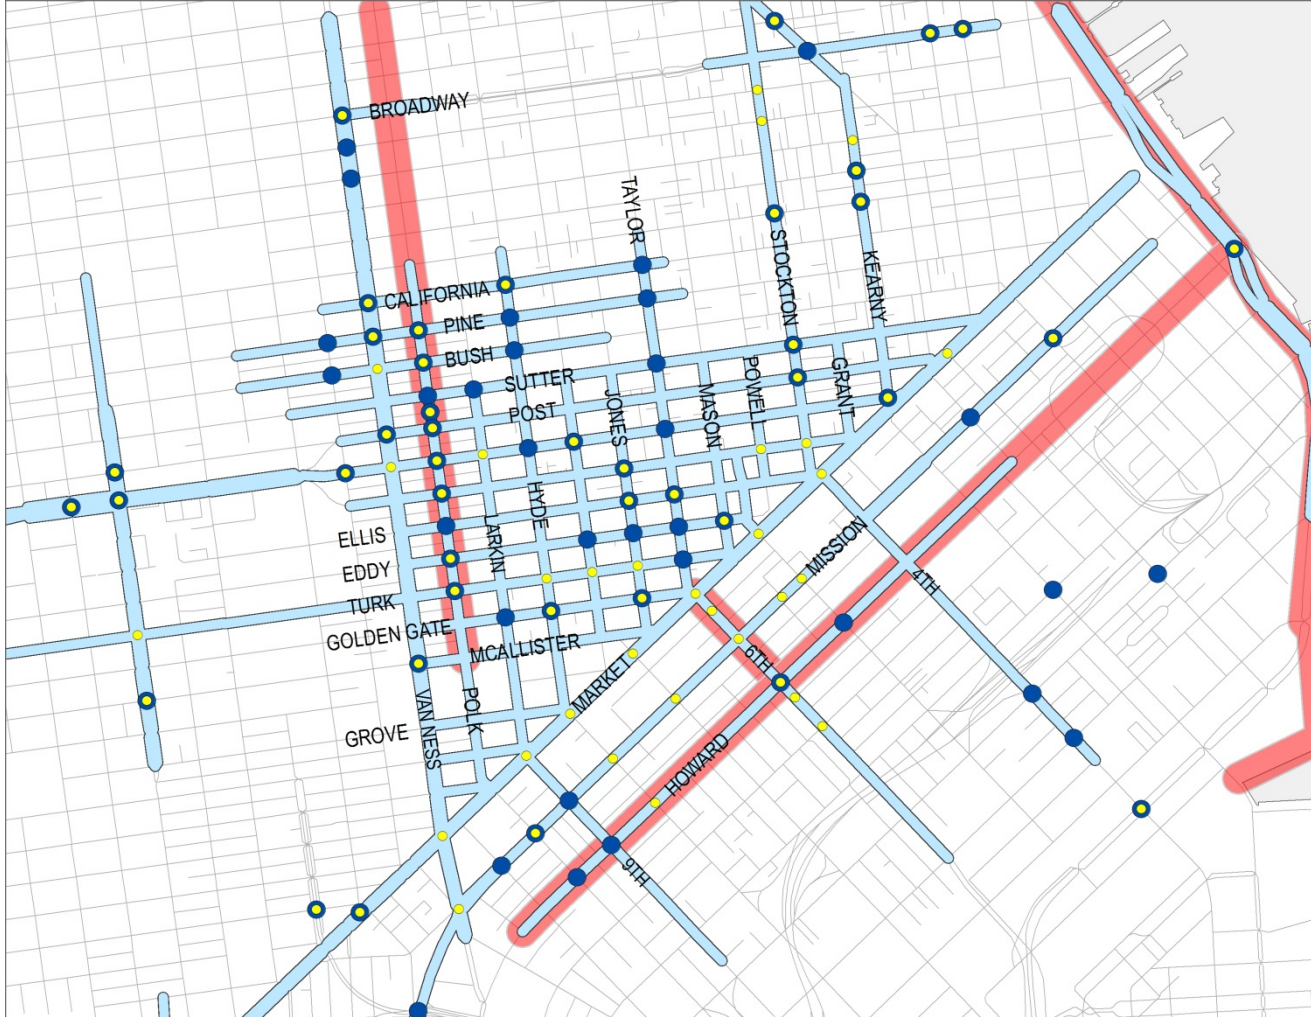 BROADWAY
TAYLOR
STOCKTON
KEARNY
CALIFORNIA
PINE
BUSH
SUTTER
POST
JONES
MASON
POWELL
GRANT
HYDE
LARKIN
ELLIS
EDDY
TURK
GOLDEN GATE
MCALLISTER
MISSION
4TH
6TH
MARKET
POLK
VAN NESS
GROVE
HOWARD
9TH